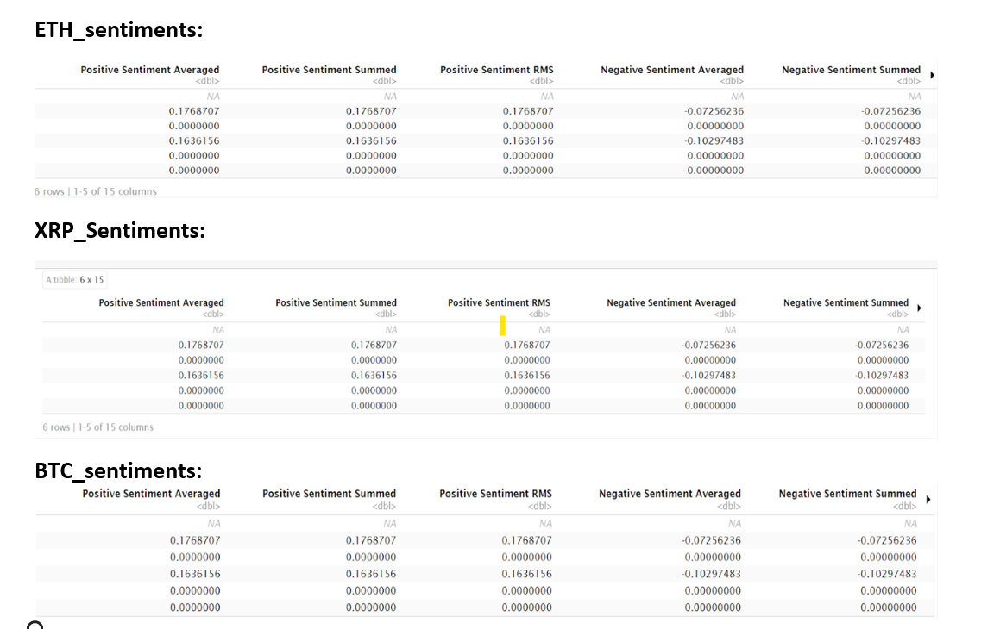 ETH_sentiments:
Positive Sentiment Averaged Positive Sentiment Summed Positive Sentiment RMS Negative Sentiment Averaged Negative Sentiment Summed
<dbl> <dbl> <dbl> <dbl> <dbl>
NA NA NA NA NA
0.1768707 0.1768707 0.1768707 -0.07256236 -0.07256236
0.0000000 0.0000000 0.0000000 0.00000000 0.00000000
0.1636156 0.1636156 0.1636156 -0.10297483 -0.10297483
0.0000000 0.0000000 0.0000000 0.00000000 0.00000000
0.0000000 0.0000000 0.0000000 0.00000000 0.00000000
6 rows | 1-5 of 15 columns
XRP_Sentiments:
A tibble: 6 x 15
Positive Sentiment Averaged Positive Sentiment Summed Positive Sentiment RMS Negative Sentiment Averaged Negative Sentiment Summed
<dbl> <dbl> <dbl> <dbl> <dbl>
NA NA NA NA NA
0.1768707 0.1768707 0.1768707 -0.07256236 -0.07256236
0.0000000 0.0000000 0.0000000 0.00000000 0.00000000
0.1636156 0.1636156 0.1636156 -0.10297483 -0.10297483
0.0000000 0.0000000 0.0000000 0.00000000 0.00000000
0.0000000 0.0000000 0.0000000 0.00000000 0.00000000
6 rows | 1-5 of 15 columns
BTC_sentiments:
Positive Sentiment Averaged Positive Sentiment Summed Positive Sentiment RMS Negative Sentiment Averaged Negative Sentiment Summed
<dbl> <dbl> <dbl> <dbl> <dbl>
NA NA NA NA NA
0.1768707 0.1768707 0.1768707 -0.07256236 -0.07256236
0.0000000 0.0000000 0.0000000 0.00000000 0.00000000
0.1636156 0.1636156 0.1636156 -0.10297483 -0.10297483
0.0000000 0.0000000 0.0000000 0.00000000 0.00000000
0.0000000 0.0000000 0.0000000 0.00000000 0.00000000